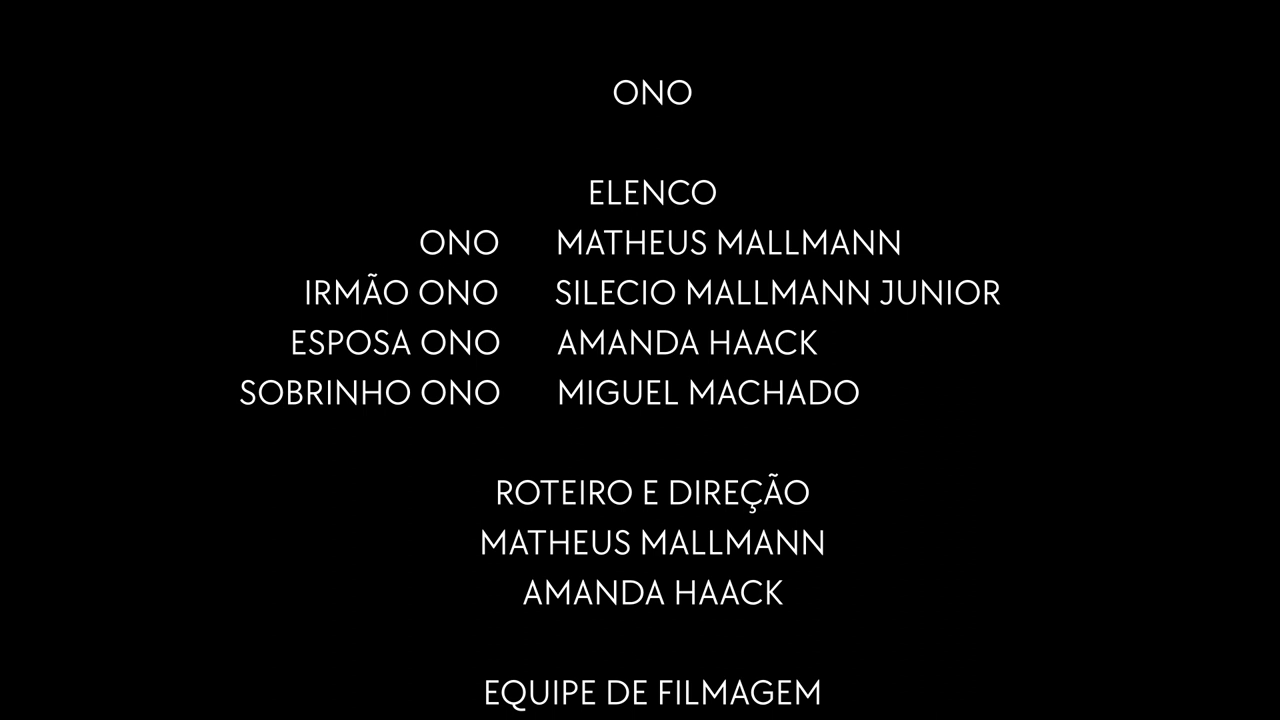 ONO
ELENCO
ONO MATHEUS MALLMANN
IRMÃO ONO SILECIO MALLMANN JUNIOR
ESPOSA ONO AMANDA HAACK
SOBRINHO ONO MIGUEL MACHADO
ROTEIRO E DIREÇÃO
MATHEUS MALLMANN
AMANDA HAACK
EQUIPE DE FILMAGEM